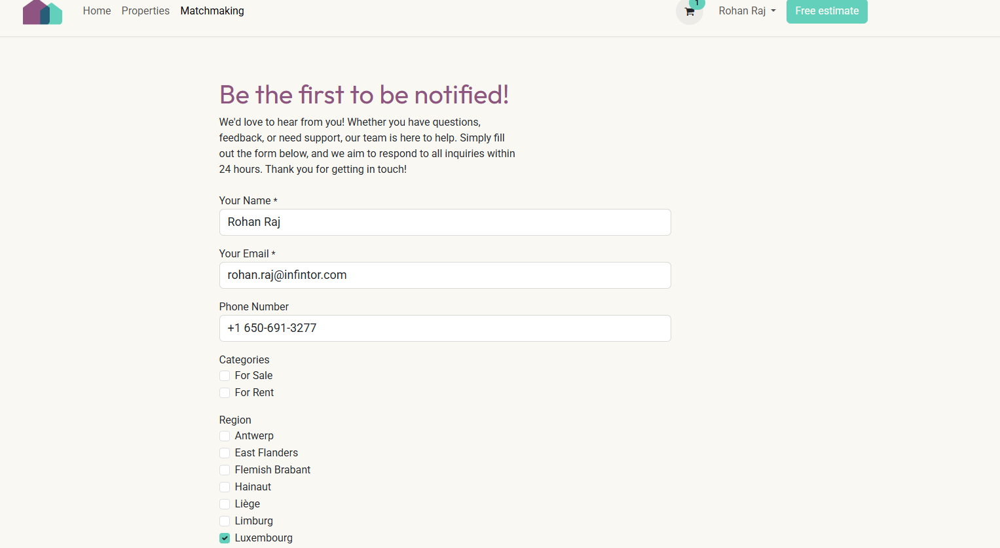 Home Properties Matchmaking 1 Rohan Raj Free estimate
Be the first to be notified!
We'd love to hear from you! Whether you have questions,
feedback, or need support, our team is here to help. Simply fill
out the form below, and we aim to respond to all inquiries within
24 hours. Thank you for getting in touch!
Your Name *
Rohan Raj
Your Email *
rohan.raj@infintor.com
Phone Number
+1 650-691-3277
Categories
For Sale
For Rent
Region
Antwerp
East Flanders
Flemish Brabant
Hainaut
Liège
Limburg
Luxembourg